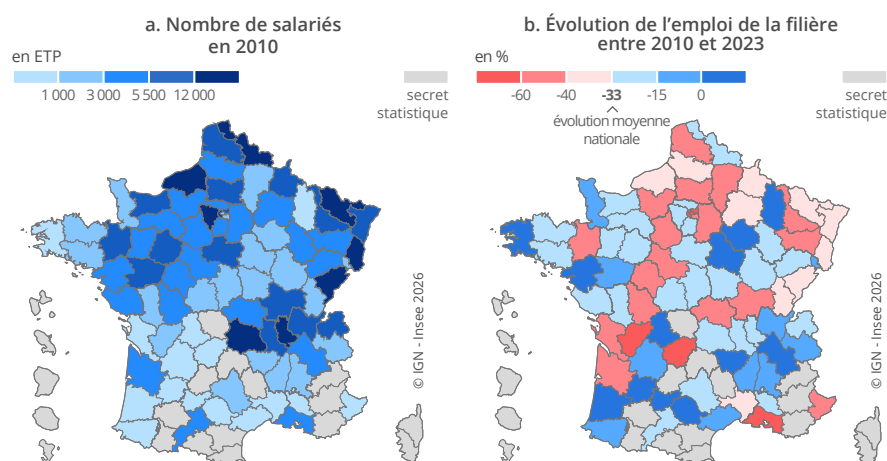 a. Nombre de salariés
en 2010
en ETP
1 000 3 000 5 500 12 000
secret
statistique
© IGN - Insee 2026
b. Évolution de l'emploi de la filière
entre 2010 et 2023
en %
-60 -40 -33 -15 0
évolution moyenne
nationale
secret
statistique
© IGN - Insee 2026